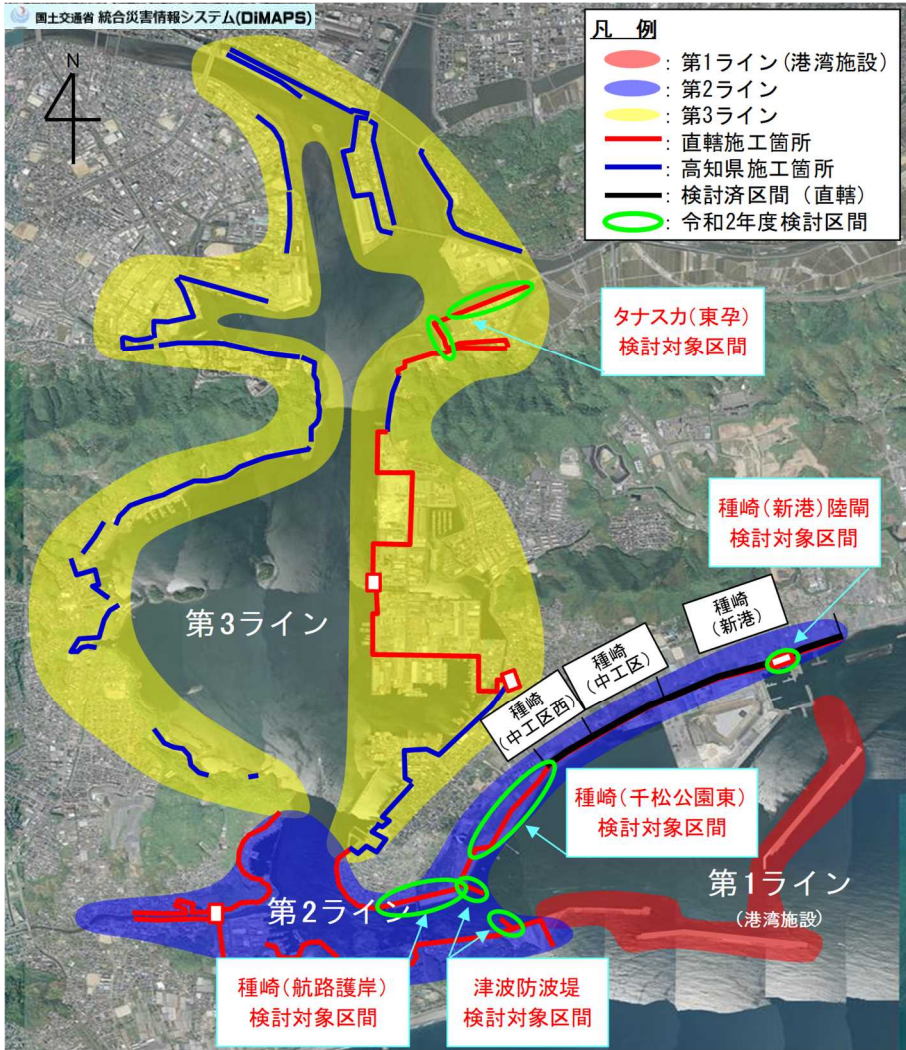 国土交通省 統合災害情報システム(DiMAPS)
N
凡 例
: 第1ライン(港湾施設)
: 第2ライン
: 第3ライン
: 直轄施工箇所
: 高知県施工箇所
: 検討済区間(直轄)
: 令和2年度検討区間
タナスカ(東孕)
検討対象区間
種崎(新港)陸閘
検討対象区間
第3ライン
種崎
(新港)
種崎
(中工区)
種崎
(中工区西)
種崎(千松公園東)
検討対象区間
第1ライン
(港湾施設)
第2ライン
種崎(航路護岸)
検討対象区間
津波防波堤
検討対象区間